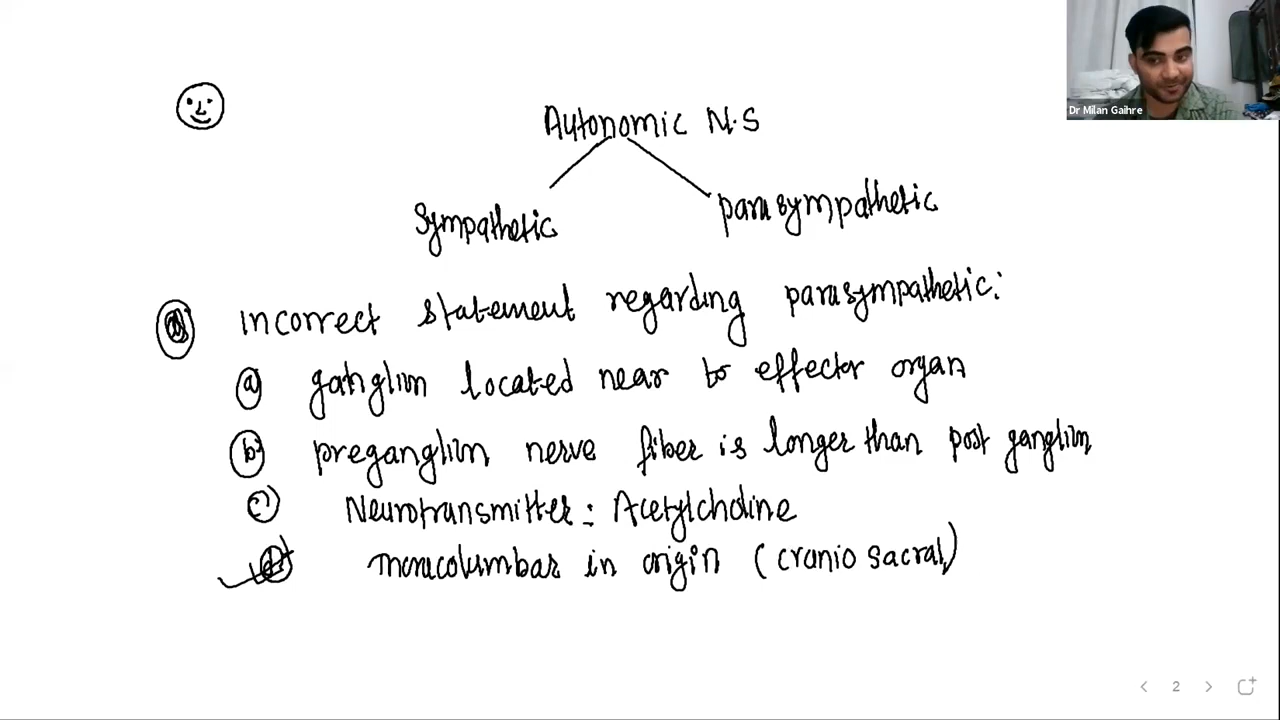 Dr Milan Gaihre
Autonomic N.S
Sympathetic
parasympathetic
Incorrect statement regarding parasympathetic:
a) ganglion located near to effector organ
b) preganglion nerve fiber is longer than post ganglion
c) Neurotransmitter: Acetylcholine
d) in origin (cranio sacral)
2